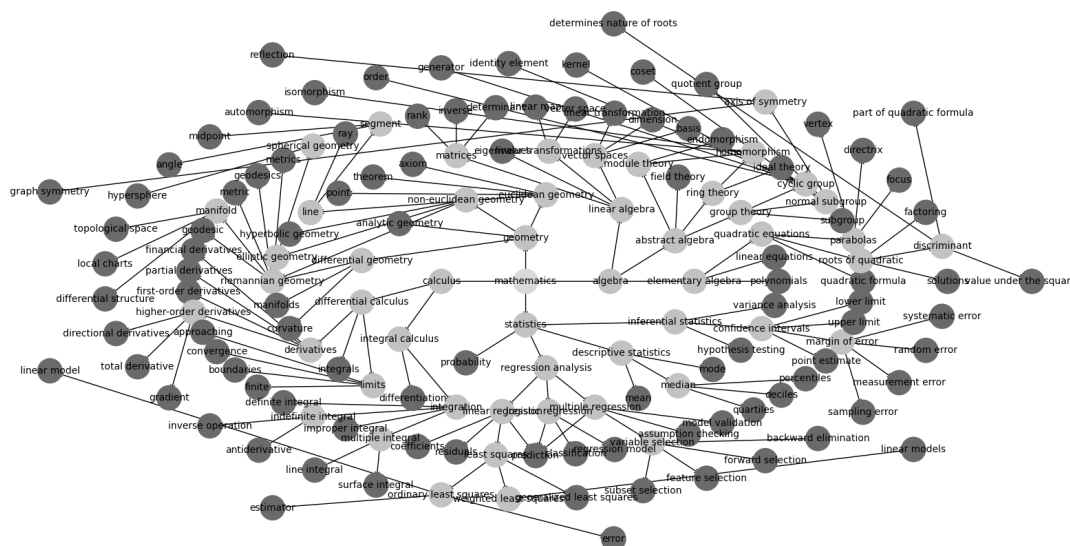 determines nature of roots
reflection
generator
identity element
kernel
order
coset
quotient group
isomorphism
axis of symmetry
automorphism
rank
inverse
determinant
linear map
vector space
linear transformation
part of quadratic formula
segment
dimension
basis
vertex
midpoint
ray
endomorphism
spherical geometry
matrices
linear transformations
vector spaces
homomorphism
directrix
angle
metrics
axiom
module theory
ideal theory
geodesics
theorem
field theory
cyclic group
focus
graph symmetry
hypersphere
metric
point
non-euclidean geometry
euclidean geometry
ring theory
normal subgroup
manifold
line
linear algebra
group theory
factoring
topological space
geodesic
hyperbolic geometry
analytic geometry
geometry
abstract algebra
quadratic equations
subgroup
parabolas
discriminant
financial derivatives
elliptic geometry
differential geometry
linear equations
roots of quadratic
local charts
partial derivatives
riemannian geometry
calculus
mathematics
algebra
elementary algebra
polynomials
quadratic formula
solutions
value under the squar
differential structure
first-order derivatives
manifolds
differential calculus
variance analysis
lower limit
higher-order derivatives
curvature
statistics
inferential statistics
confidence intervals
upper limit
systematic error
directional derivatives
approaching
integral calculus
margin of error
convergence
derivatives
descriptive statistics
hypothesis testing
random error
linear model
total derivative
boundaries
integrals
probability
regression analysis
mode
point estimate
gradient
finite
limits
median
percentiles
measurement error
definite integral
differentiation
mean
deciles
inverse operation
indefinite integral
integration
linear regression
logistic regression
multiple regression
quartiles
sampling error
improper integral
model validation
antiderivative
multiple integral
coefficients
residuals
least squares
prediction
classification
regression model
variable selection
assumption checking
backward elimination
linear models
line integral
forward selection
surface integral
feature selection
estimator
ordinary least squares
weighted least squares
generalized least squares
subset selection
error